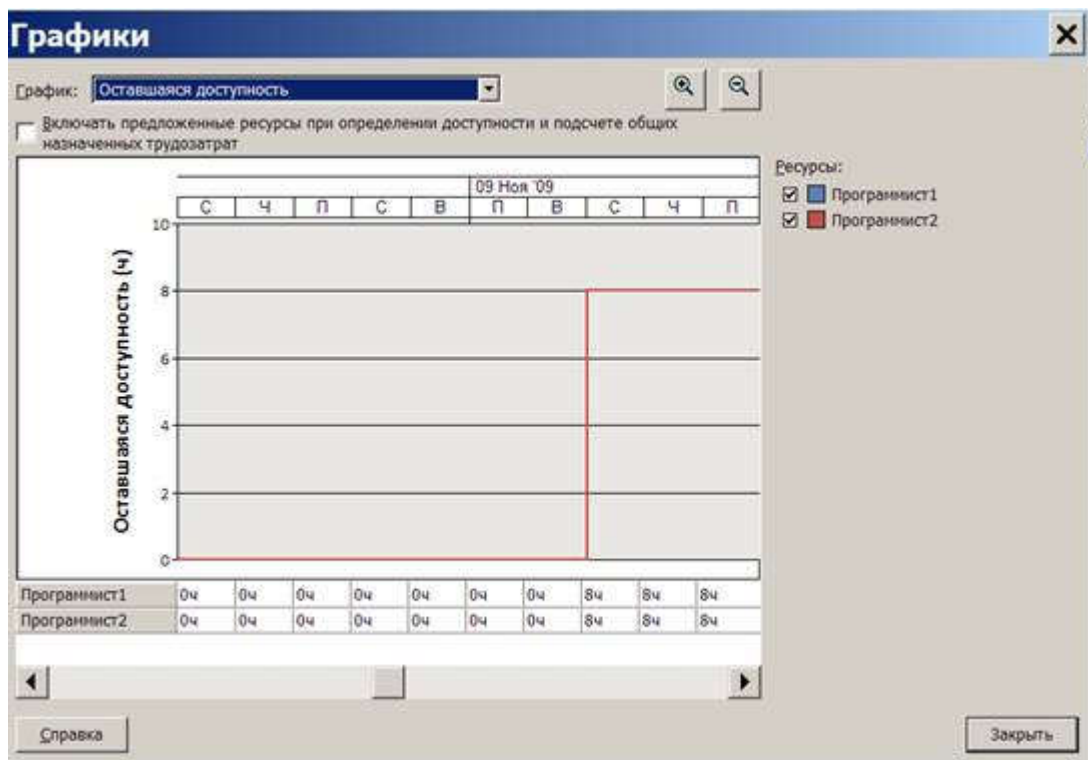 Графики
График: Оставшаяся доступность
Включать предложенные ресурсы при определении доступности и подсчете общих
назначенных трудозатрат
Ресурсы:
Программист1
Программист2
09 Ноя '09
С Ч П С В П В С Ч П
Оставшаяся доступность (ч)
10
8
6
4
2
0
Программист1 0ч 0ч 0ч 0ч 0ч 0ч 0ч 8ч 8ч 8ч
Программист2 0ч 0ч 0ч 0ч 0ч 0ч 0ч 8ч 8ч 8ч
Справка
Закрыть